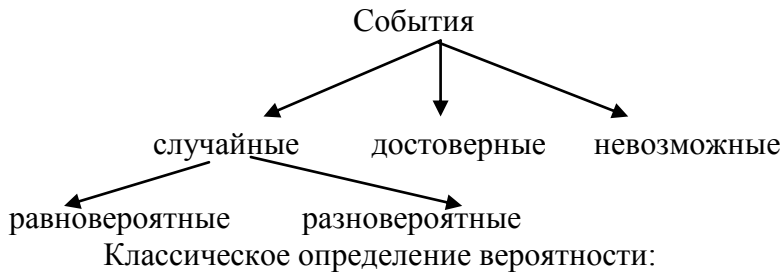 События
случайные достоверные невозможные
равновероятные разновероятные
Классическое определение вероятности: